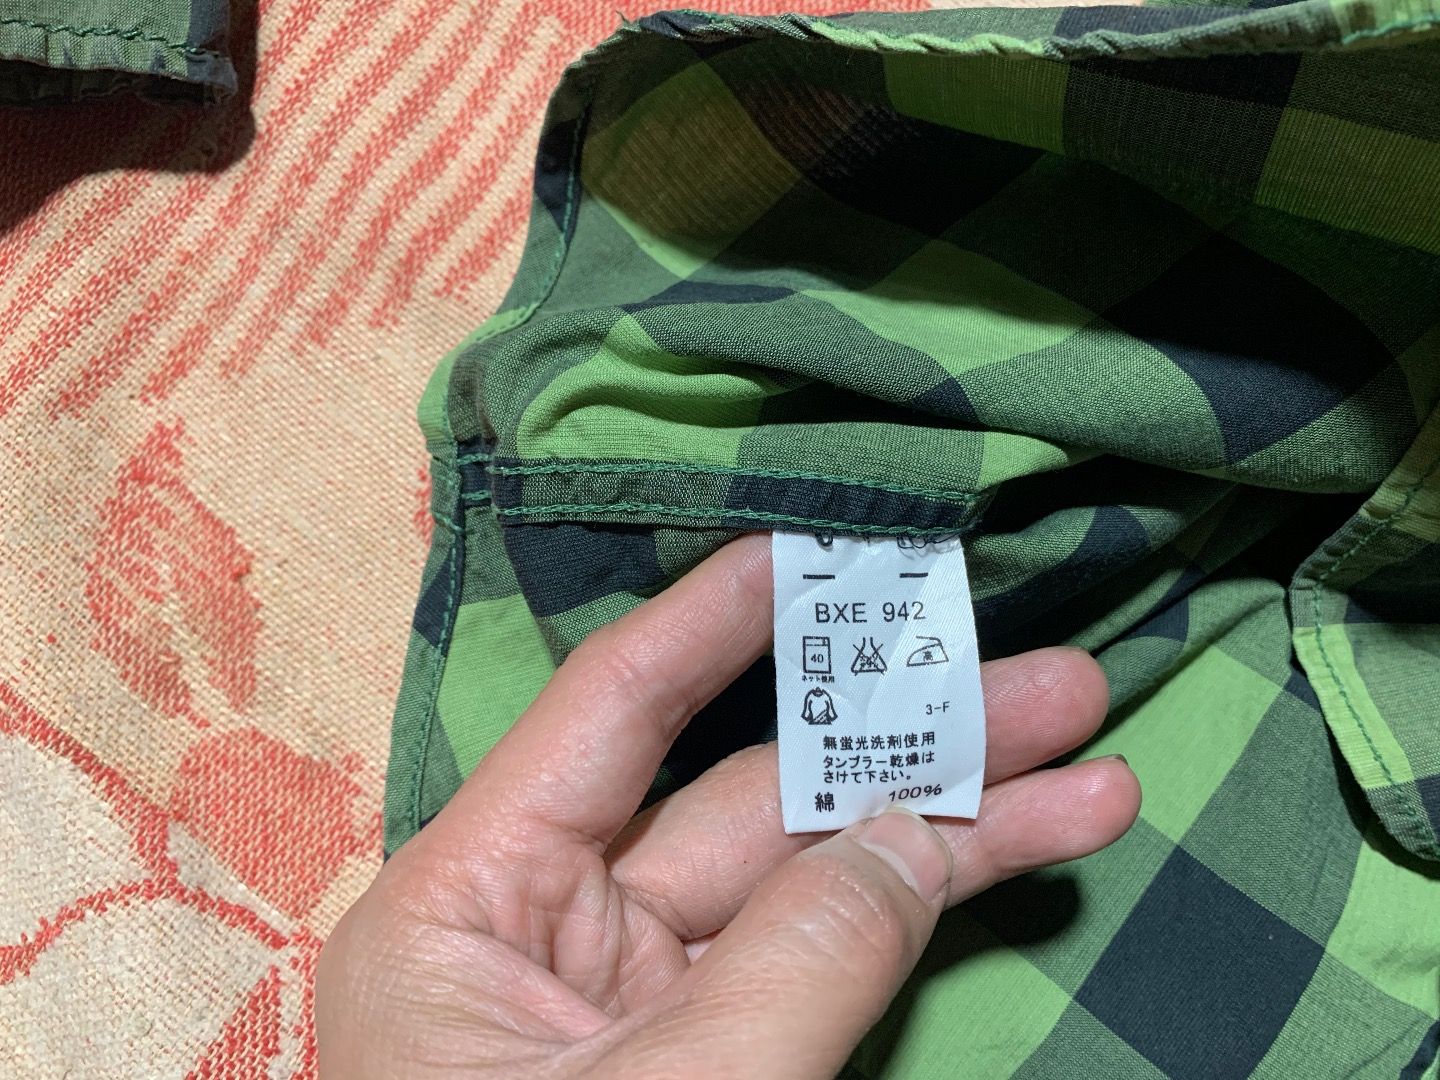 BXE 942
40
ネット使用
高
3-F
無蛍光洗剤使用
タンブラー乾燥は
さけて下さい。
綿 100%